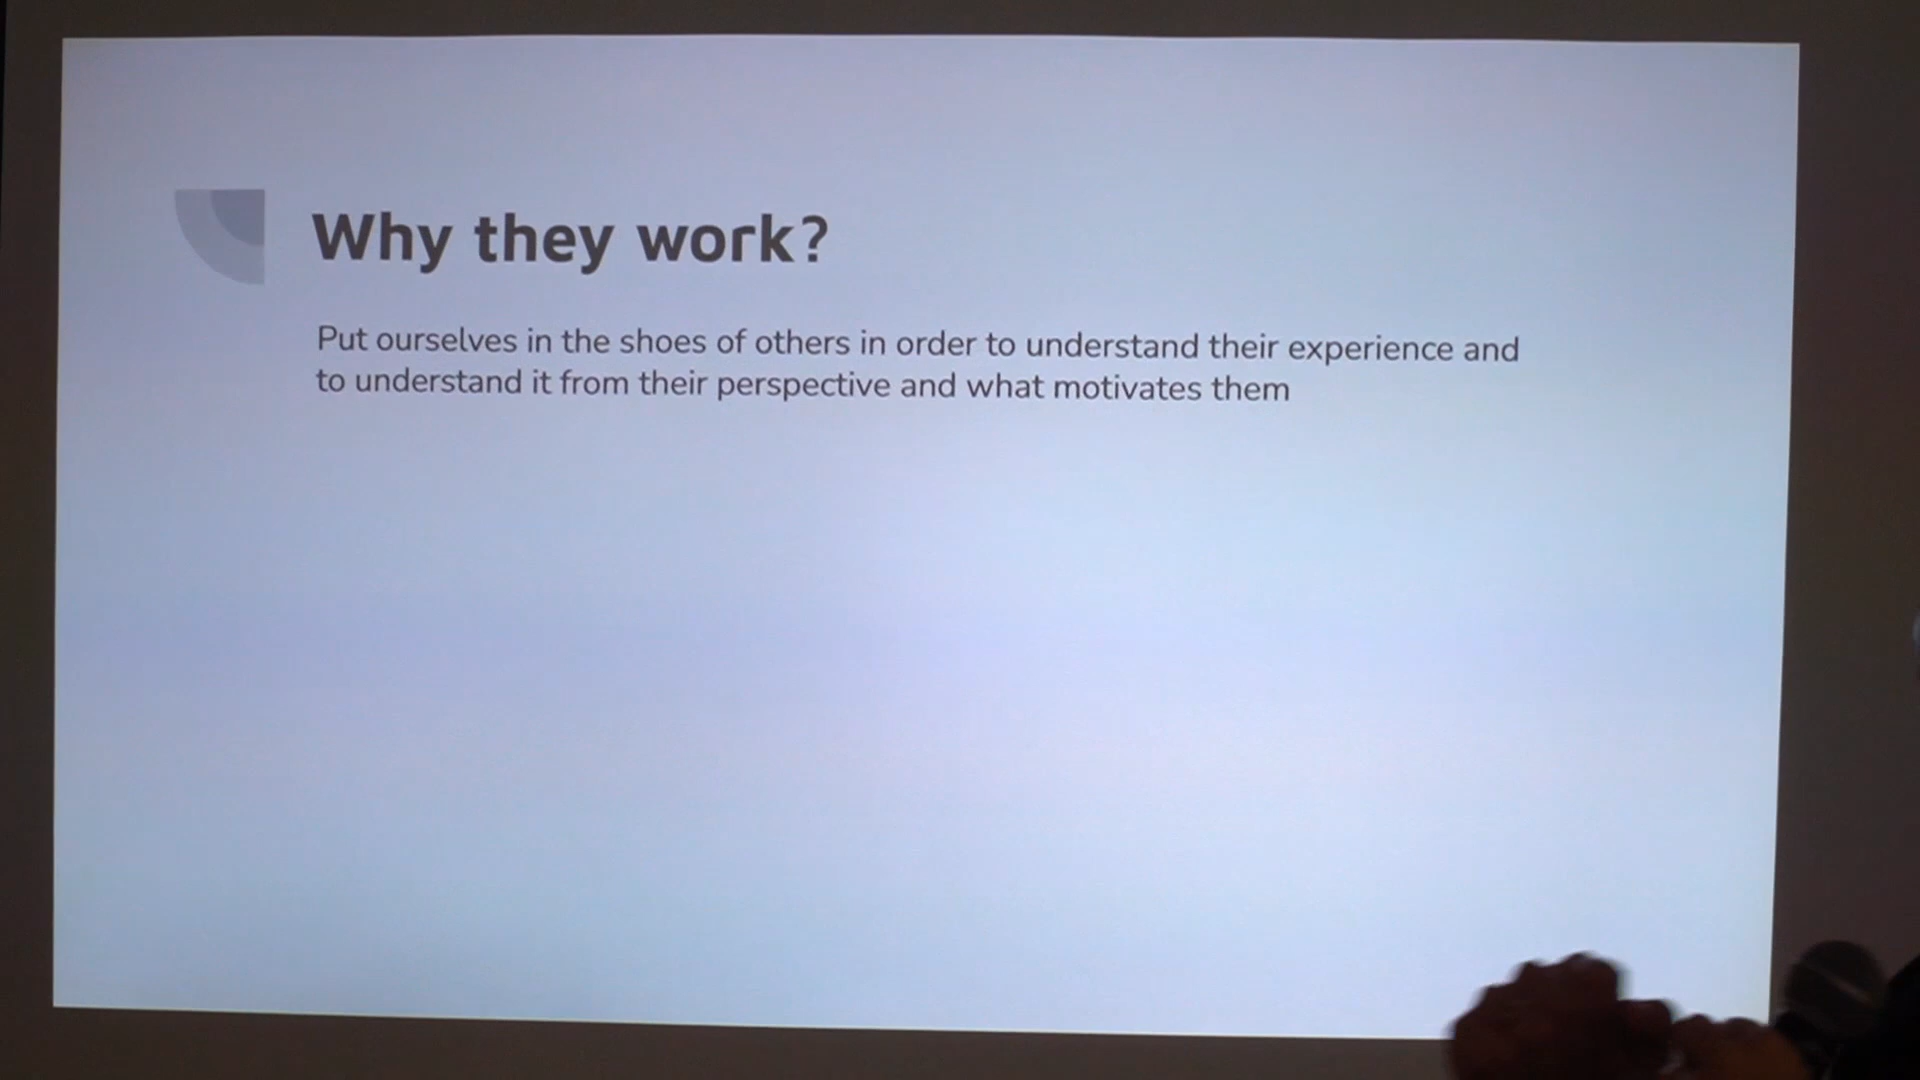 Why they work?
Put ourselves in the shoes of others in order to understand their experience and
to understand it from their perspective and what motivates them